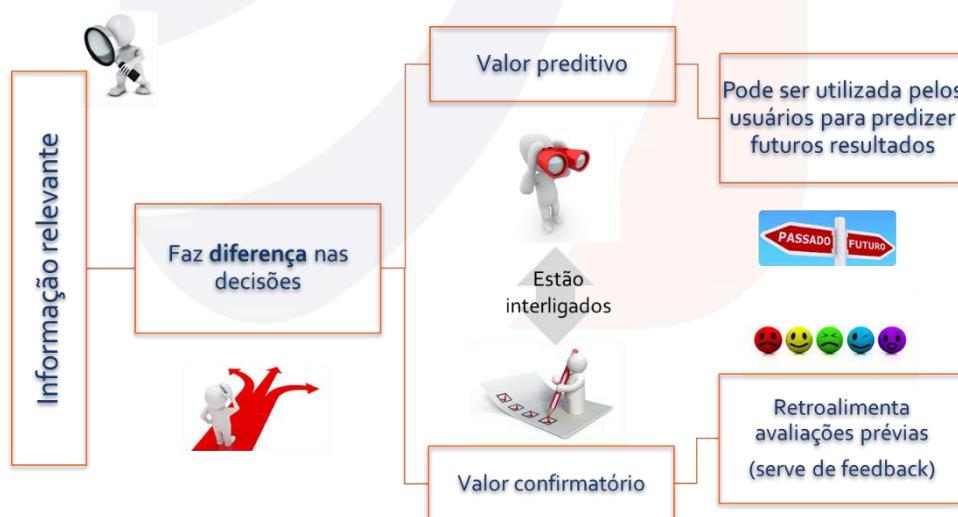 Informação relevante
Faz diferença nas
decisões
Valor preditivo
Pode ser utilizada pelos
usuários para predizer
futuros resultados
PASSADO
FUTURO
Estão
interligados
Valor confirmatório
Retroalimenta
avaliações prévias
(serve de feedback)